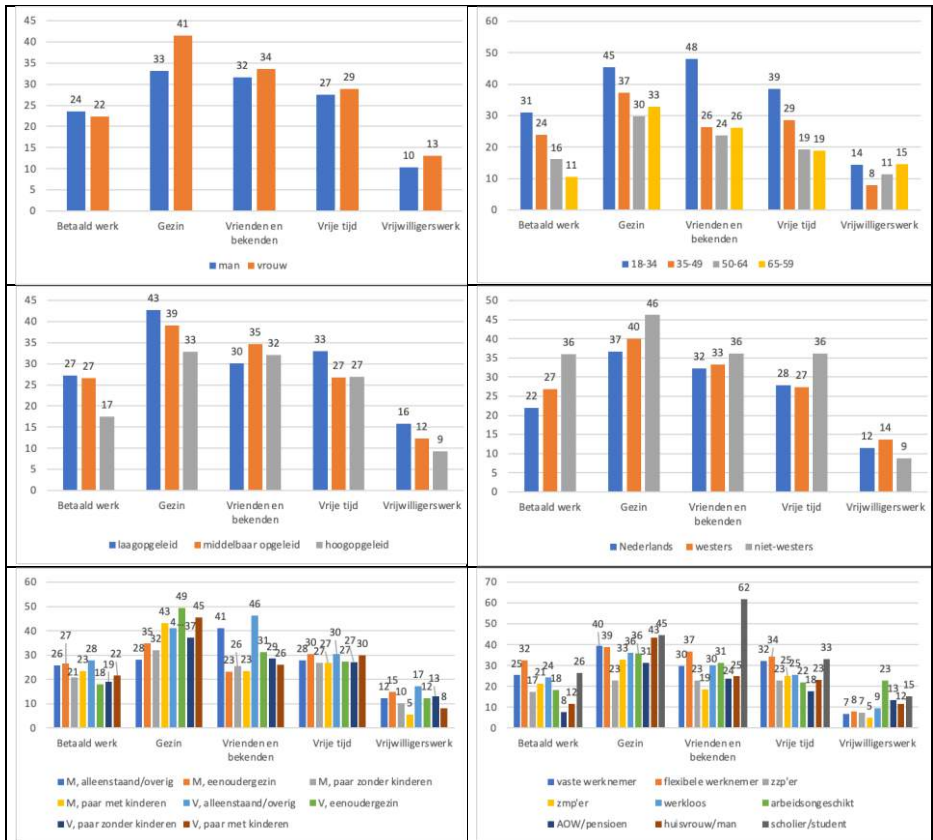 45
40
35
30
25
20
15
10
5
0
24 22 33 41 32 34 27 29 10 13
Betaald werk Gezin Vrienden en Vrije tijd Vrijwilligerswerk
bekenden
man vrouw
60
50
40
30
20
10
0
31 24 16 11 45 37 30 33 48 26 24 26 39 29 19 19 14 8 11 15
Betaald werk Gezin Vrienden en Vrije tijd Vrijwilligerswerk
bekenden
18-34 35-49 50-64 65-59
45
40
35
30
25
20
15
10
5
0
27 27 17 43 39 33 30 35 32 33 27 27 16 12 9
Betaald werk Gezin Vrienden en Vrije tijd Vrijwilligerswerk
bekenden
laagopgeleid middelbaar opgeleid hoogopgeleid
50
45
40
35
30
25
20
15
10
5
0
22 27 36 37 40 46 32 33 36 28 27 36 12 14 9
Betaald werk Gezin Vrienden en Vrije tijd Vrijwilligerswerk
bekenden
Nederlands westers niet-westers
60
50
40
30
20
10
0
26 27 21 23 28 18 19 22 28 35 32 43 49 37 45 41 23 26 23 46 31 29 26 28 30 27 27 30 27 27 30 12 15 10 5 17 12 13 8
Betaald werk Gezin Vrienden en Vrije tijd Vrijwilligerswerk
bekenden
M, alleenstaand/overig M, eenoudergezin M, paar zonder kinderen
M, paar met kinderen V, alleenstaand/overig V, eenoudergezin
V, paar zonder kinderen V, paar met kinderen
70
60
50
40
30
20
10
0
25 32 17 21 24 18 8 12 26 40 39 23 33 36 36 31 43 45 30 37 23 19 30 31 24 25 62 32 34 23 25 25 22 18 23 33 7 8 7 5 9 23 13 12 15
Betaald werk Gezin Vrienden en Vrije tijd Vrijwilligerswerk
bekenden
vaste werknemer flexibele werknemer zzp'er
zmp'er werkloos arbeidsongeschikt
AOW/pensioen huisvrouw/man scholier/student